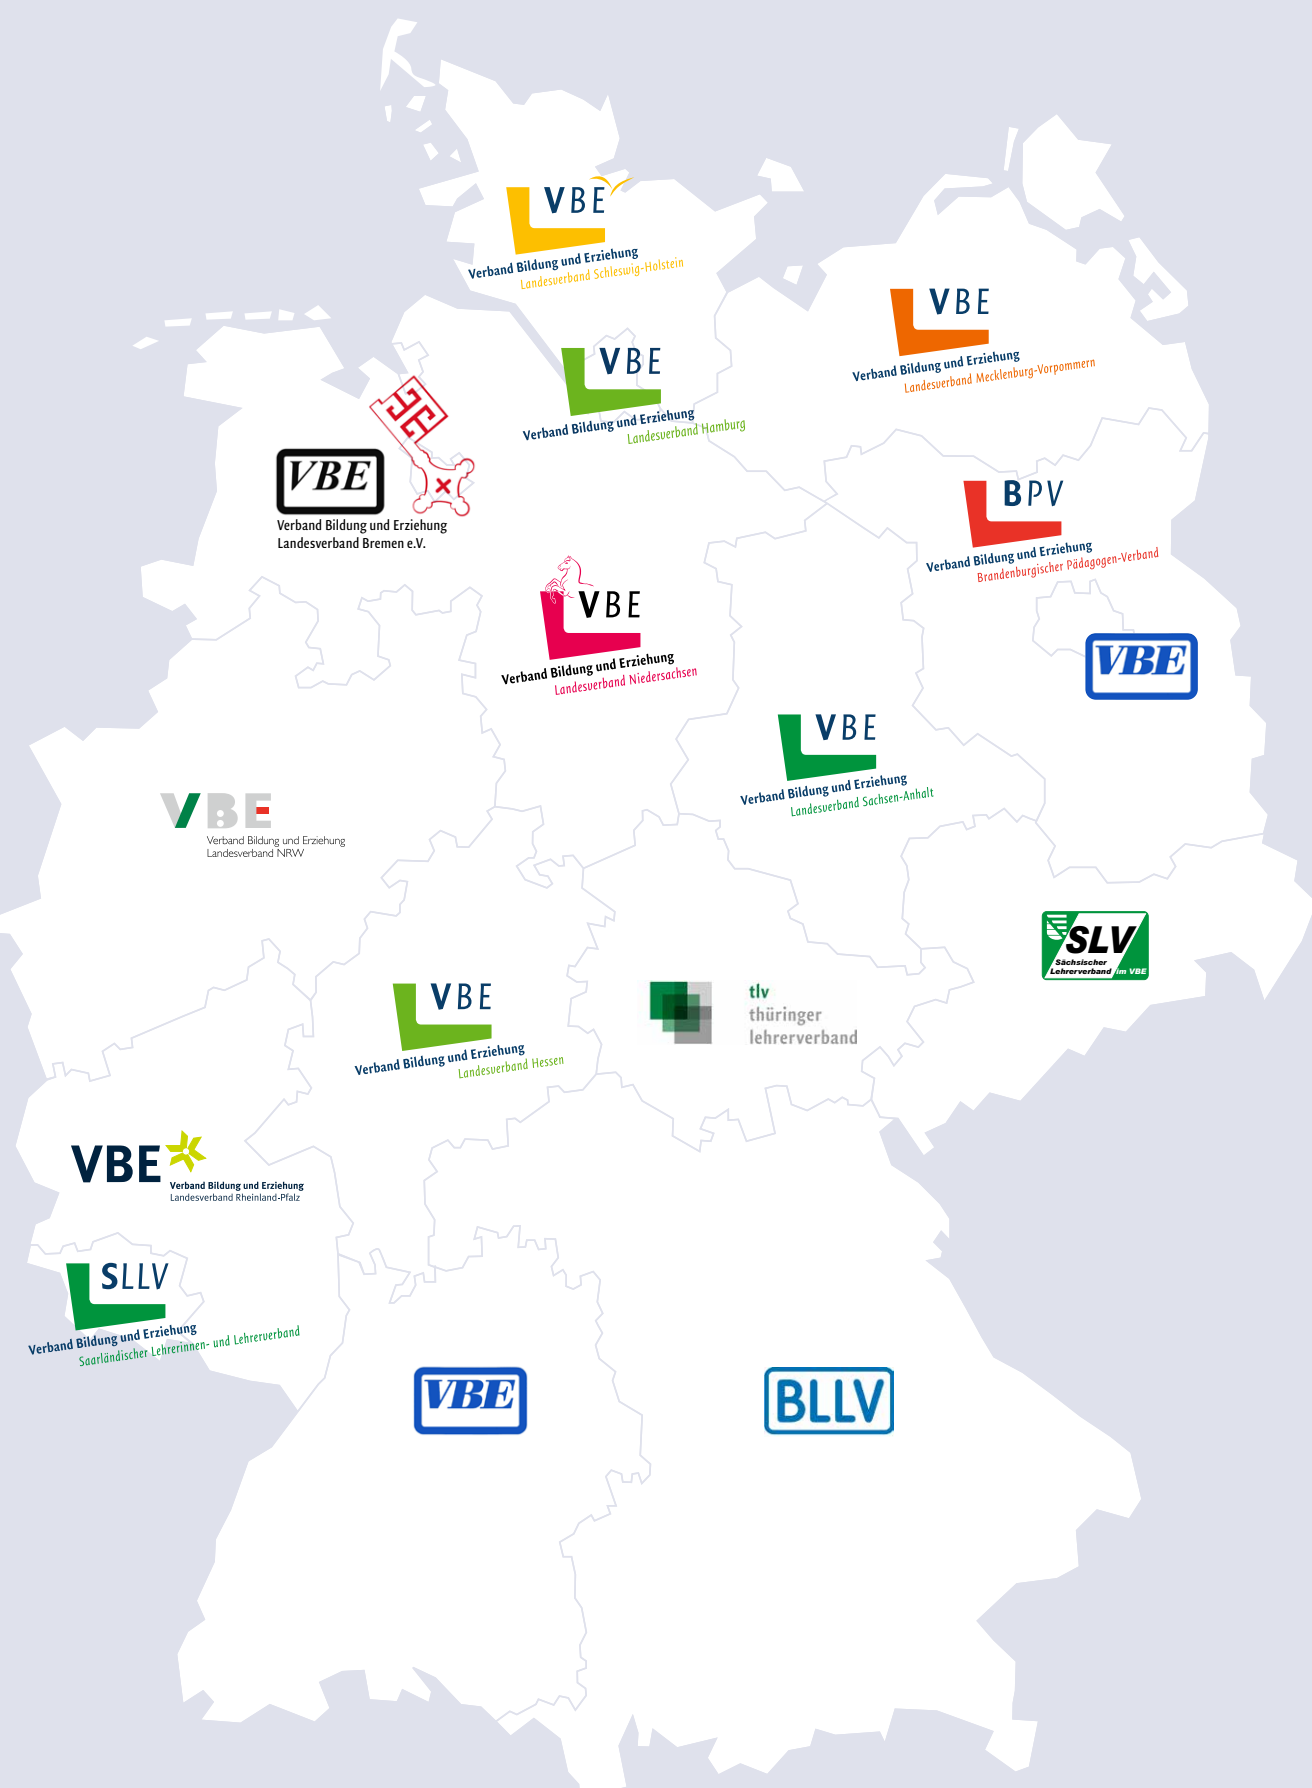 VBE
Verband Bildung und Erziehung
Landesverband Schleswig-Holstein
VBE
Verband Bildung und Erziehung
Landesverband Mecklenburg-Vorpommern
VBE
Verband Bildung und Erziehung
Landesverband Hamburg
VBE
Verband Bildung und Erziehung
Landesverband Bremen e.V.
BPV
Verband Bildung und Erziehung
Brandenburgischer Pädagogen-Verband
VBE
Verband Bildung und Erziehung
Landesverband Niedersachsen
VBE
VBE
Verband Bildung und Erziehung
Landesverband Sachsen-Anhalt
VBE
Verband Bildung und Erziehung
Landesverband NRW
SLV
Sächsischer
Lehrerverband im VBE
VBE
Verband Bildung und Erziehung
Landesverband Hessen
tlv
thüringer
lehrerverband
VBE
Verband Bildung und Erziehung
Landesverband Rheinland-Pfalz
SLLV
Verband Bildung und Erziehung
Saarländischer Lehrerinnen- und Lehrerverband
VBE
BLLV